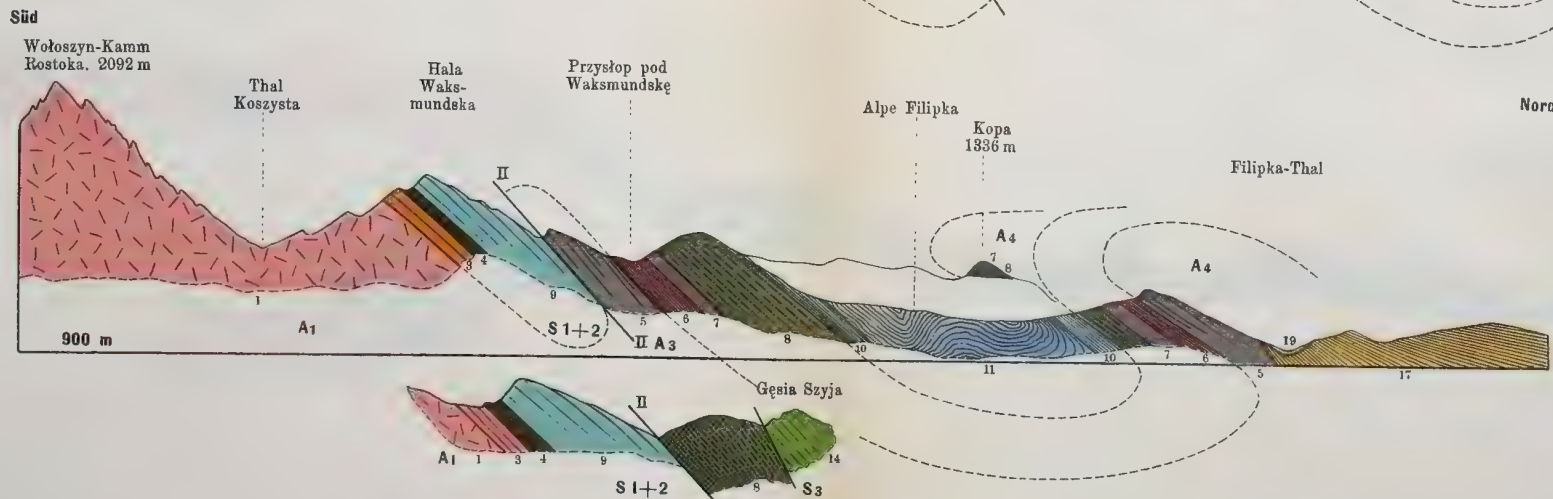 Süd
Wołoszyn-Kamm
Rostoka. 2092 m
Thal
Koszysta
Hala
Waks-
mundska
Przysłop pod
Waksmundskę
Alpe Filipka
Kopa
1336 m
Filipka-Thal
Nord
II
A4
7
8
A4
3
4
9
1
A1
S 1+2
5
6
7
8
10
11
10
7
6
5
19
17
II A3
900 m
Gęsia Szyja
II
A1
1
3
4
9
S 1+2
8
S3
14